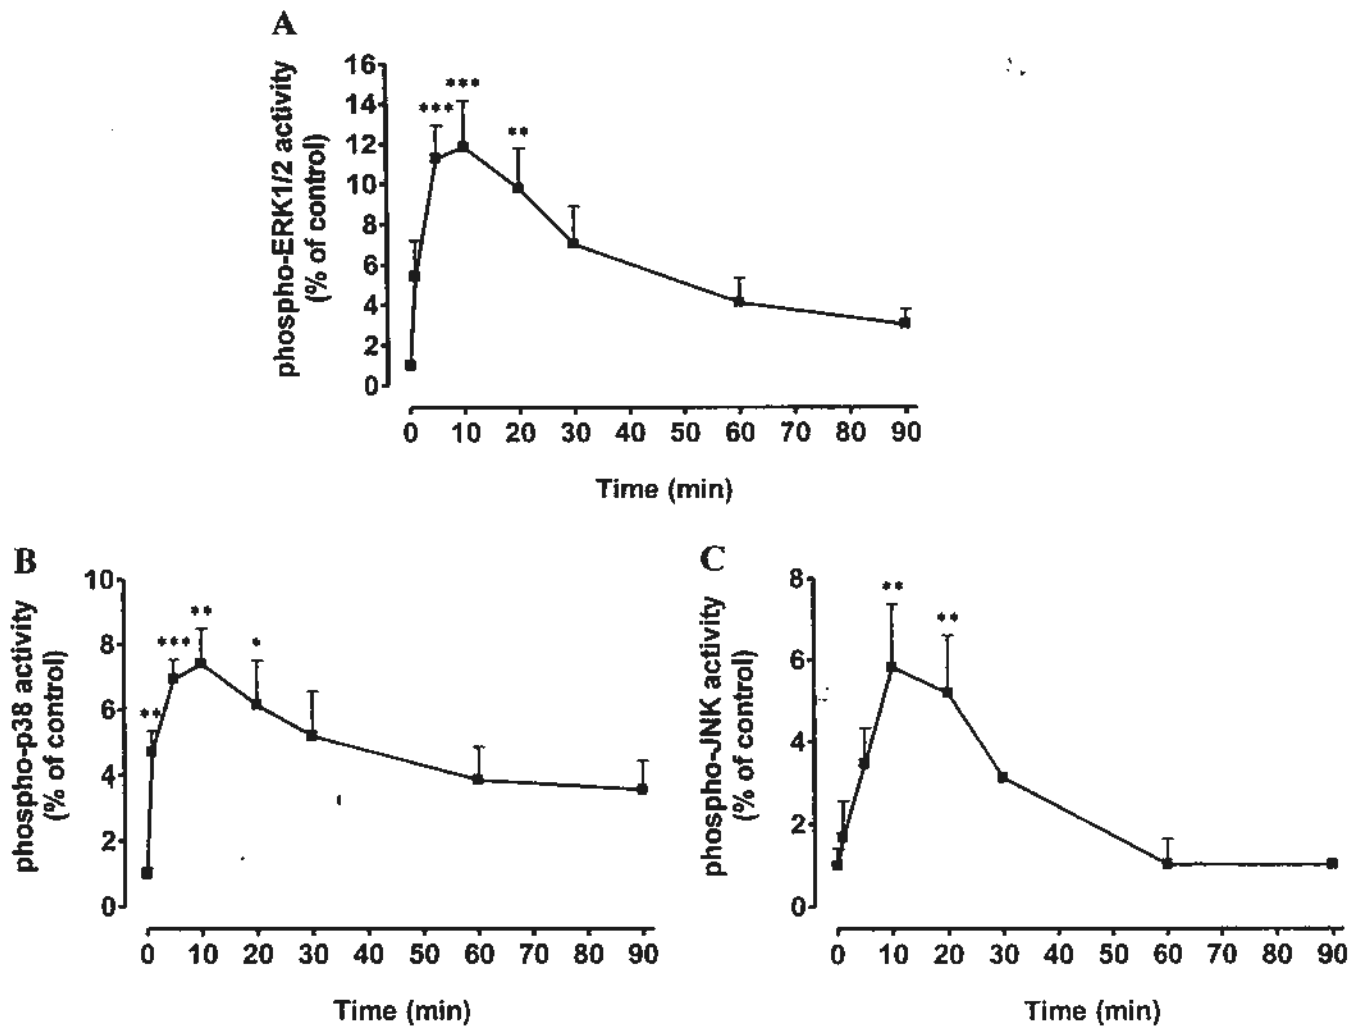 A
phospho-ERK1/2 activity
(% of control)
16
14
12
10
8
6
4
2
0
***
***
**
0 10 20 30 40 50 60 70 80 90
Time (min)
B
phospho-p38 activity
(% of control)
10
8
6
4
2
0
**
***
**
*
0 10 20 30 40 50 60 70 80 90
Time (min)
C
phospho-JNK activity
(% of control)
8
6
4
2
0
**
**
0 10 20 30 40 50 60 70 80 90
Time (min)